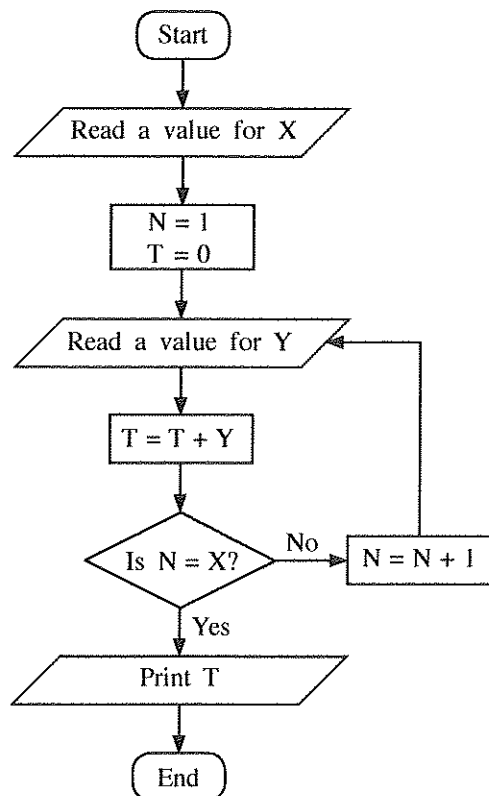 Start
Read a value for X
N = 1
T = 0
Read a value for Y
T = T + Y
Is N = X?
No
N = N + 1
Yes
Print T
End